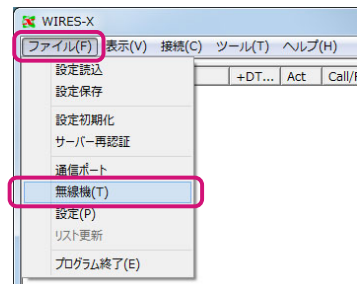 WIRES-X
ファイル(F) 表示(V) 接続(C) ツール(T) ヘルプ(H)
+DT... Act Call/
設定読込
設定保存
設定初期化
サーバー再認証
通信ポート
無線機(T)
設定(P)
リスト更新
プログラム終了(E)